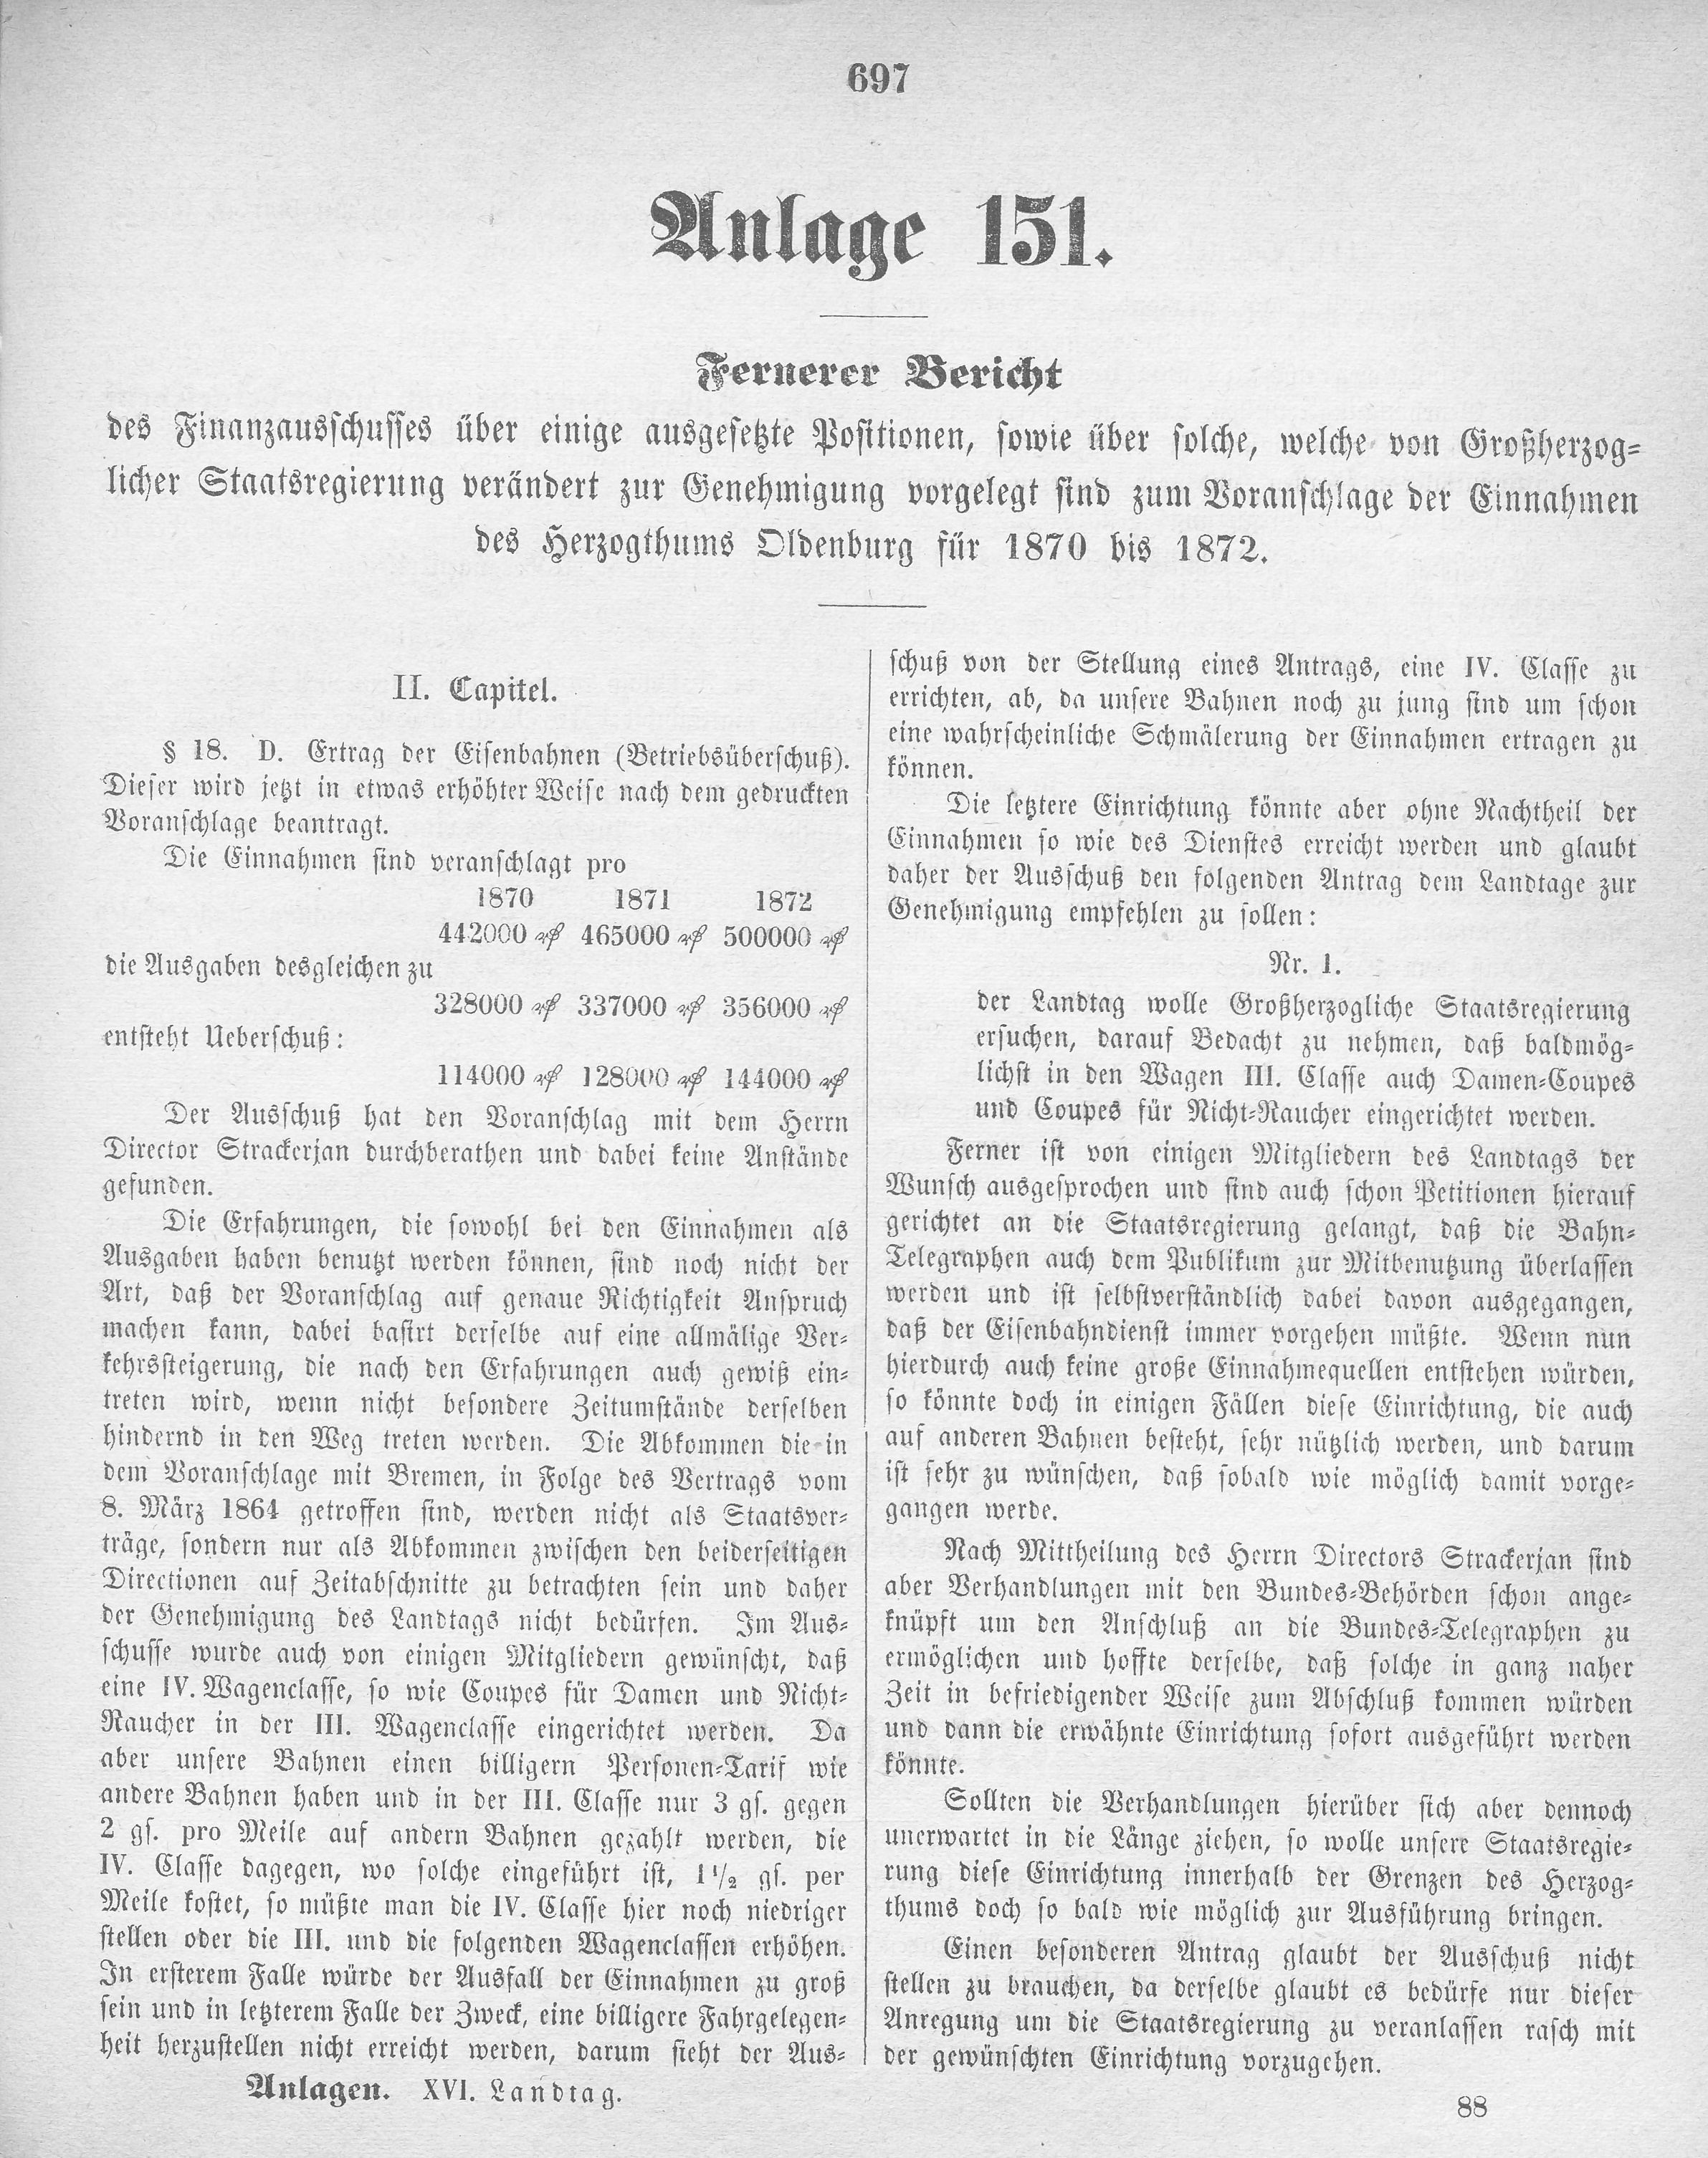 697
Anlage 151.
Fernerer Bericht
des Finanzausschusses über einige ausgesetzte Positionen, sowie über solche, welche von Großherzog-
licher Staatsregierung verändert zur Genehmigung vorgelegt sind zum Voranschlage der Einnahmen
des Herzogthums Oldenburg für 1870 bis 1872.
II. Capitel.
§ 18. D. Ertrag der Eisenbahnen (Betriebsüberschuß).
Dieser wird jetzt in etwas erhöhter Weise nach dem gedruckten
Voranschlage beantragt.
Die Einnahmen sind veranschlagt pro
1870 1871 1872
442000 ₰ 465000 ₰ 500000 ₰
die Ausgaben desgleichen zu
328000 ₰ 337000 ₰ 356000 ₰
entsteht Ueberschuß:
114000 ₰ 128000 ₰ 144000 ₰
Der Ausschuß hat den Voranschlag mit dem Herrn
Director Strackerjan durchberathen und dabei keine Anstände
gefunden.
Die Erfahrungen, die sowohl bei den Einnahmen als
Ausgaben haben benutzt werden können, sind noch nicht der
Art, daß der Voranschlag auf genaue Richtigkeit Anspruch
machen kann, dabei basirt derselbe auf eine allmälige Ver-
kehrssteigerung, die nach den Erfahrungen auch gewiß ein-
treten wird, wenn nicht besondere Zeitumstände derselben
hindernd in den Weg treten werden. Die Abkommen die in
dem Voranschlage mit Bremen, in Folge des Vertrags vom
8. März 1864 getroffen sind, werden nicht als Staatsver-
träge, sondern nur als Abkommen zwischen den beiderseitigen
Directionen auf Zeitabschnitte zu betrachten sein und daher
der Genehmigung des Landtags nicht bedürfen. Im Aus-
schusse wurde auch von einigen Mitgliedern gewünscht, daß
eine IV. Wagenclasse, so wie Coupes für Damen und Nicht-
Raucher in der III. Wagenclasse eingerichtet werden. Da
aber unsere Bahnen einen billigern Personen-Tarif wie
andere Bahnen haben und in der III. Classe nur 3 gs. gegen
2 gs. pro Meile auf andern Bahnen gezahlt werden, die
IV. Classe dagegen, wo solche eingeführt ist, 1½ gs. per
Meile kostet, so müßte man die IV. Classe hier noch niedriger
stellen oder die III. und die folgenden Wagenclassen erhöhen.
In ersterem Falle würde der Ausfall der Einnahmen zu groß
sein und in letzterem Falle der Zweck, eine billigere Fahrgelegen-
heit herzustellen nicht erreicht werden, darum sieht der Aus-
schuß von der Stellung eines Antrags, eine IV. Classe zu
errichten, ab, da unsere Bahnen noch zu jung sind um schon
eine wahrscheinliche Schmälerung der Einnahmen ertragen zu
können.
Die letztere Einrichtung könnte aber ohne Nachtheil der
Einnahmen so wie des Dienstes erreicht werden und glaubt
daher der Ausschuß den folgenden Antrag dem Landtage zur
Genehmigung empfehlen zu sollen:
Nr. 1.
der Landtag wolle Großherzogliche Staatsregierung
ersuchen, darauf Bedacht zu nehmen, daß baldmög-
lichst in den Wagen III. Classe auch Damen-Coupes
und Coupes für Nicht-Raucher eingerichtet werden.
Ferner ist von einigen Mitgliedern des Landtags der
Wunsch ausgesprochen und sind auch schon Petitionen hierauf
gerichtet an die Staatsregierung gelangt, daß die Bahn-
Telegraphen auch dem Publikum zur Mitbenutzung überlassen
werden und ist selbstverständlich dabei davon ausgegangen,
daß der Eisenbahndienst immer vorgehen müßte. Wenn nun
hierdurch auch keine große Einnahmequellen entstehen würden,
so könnte doch in einigen Fällen diese Einrichtung, die auch
auf anderen Bahnen besteht, sehr nützlich werden, und darum
ist sehr zu wünschen, daß sobald wie möglich damit vorge-
gangen werde.
Nach Mittheilung des Herrn Directors Strackerjan sind
aber Verhandlungen mit den Bundes-Behörden schon ange-
knüpft um den Anschluß an die Bundes-Telegraphen zu
ermöglichen und hoffte derselbe, daß solche in ganz naher
Zeit in befriedigender Weise zum Abschluß kommen würden
und dann die erwähnte Einrichtung sofort ausgeführt werden
könnte.
Sollten die Verhandlungen hierüber sich aber dennoch
unerwartet in die Länge ziehen, so wolle unsere Staatsregie-
rung diese Einrichtung innerhalb der Grenzen des Herzog-
thums doch so bald wie möglich zur Ausführung bringen.
Einen besonderen Antrag glaubt der Ausschuß nicht
stellen zu brauchen, da derselbe glaubt es bedürfe nur dieser
Anregung um die Staatsregierung zu veranlassen rasch mit
der gewünschten Einrichtung vorzugehen.
Anlagen. XVI. Landtag.
88